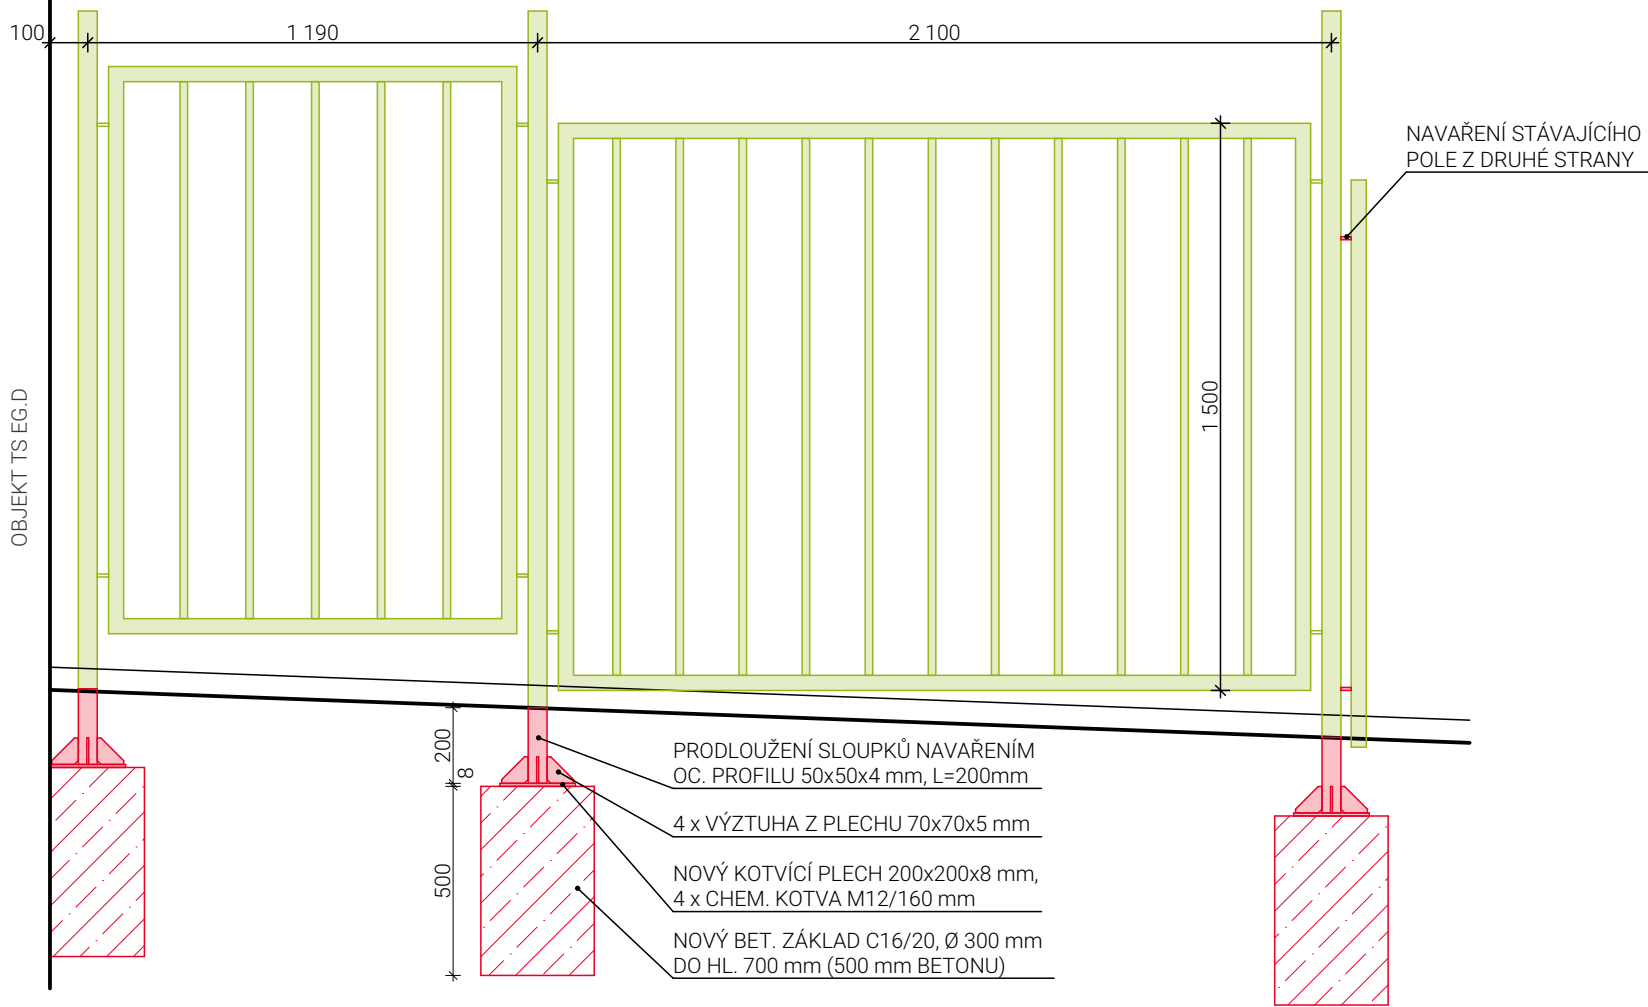 100
1 190
2 100
NAVAŘENÍ STÁVAJÍCÍHO
POLE Z DRUHÉ STRANY
1 500
OBJEKT TS EG.D
200
8
500
PRODLOUŽENÍ SLOUPKŮ NAVAŘENÍM
OC. PROFILU 50x50x4 mm, L=200mm
4 x VÝZTUHA Z PLECHU 70x70x5 mm
NOVÝ KOTVÍCÍ PLECH 200x200x8 mm,
4 x CHEM. KOTVA M12/160 mm
NOVÝ BET. ZÁKLAD C16/20, Ø 300 mm
DO HL. 700 mm (500 mm BETONU)